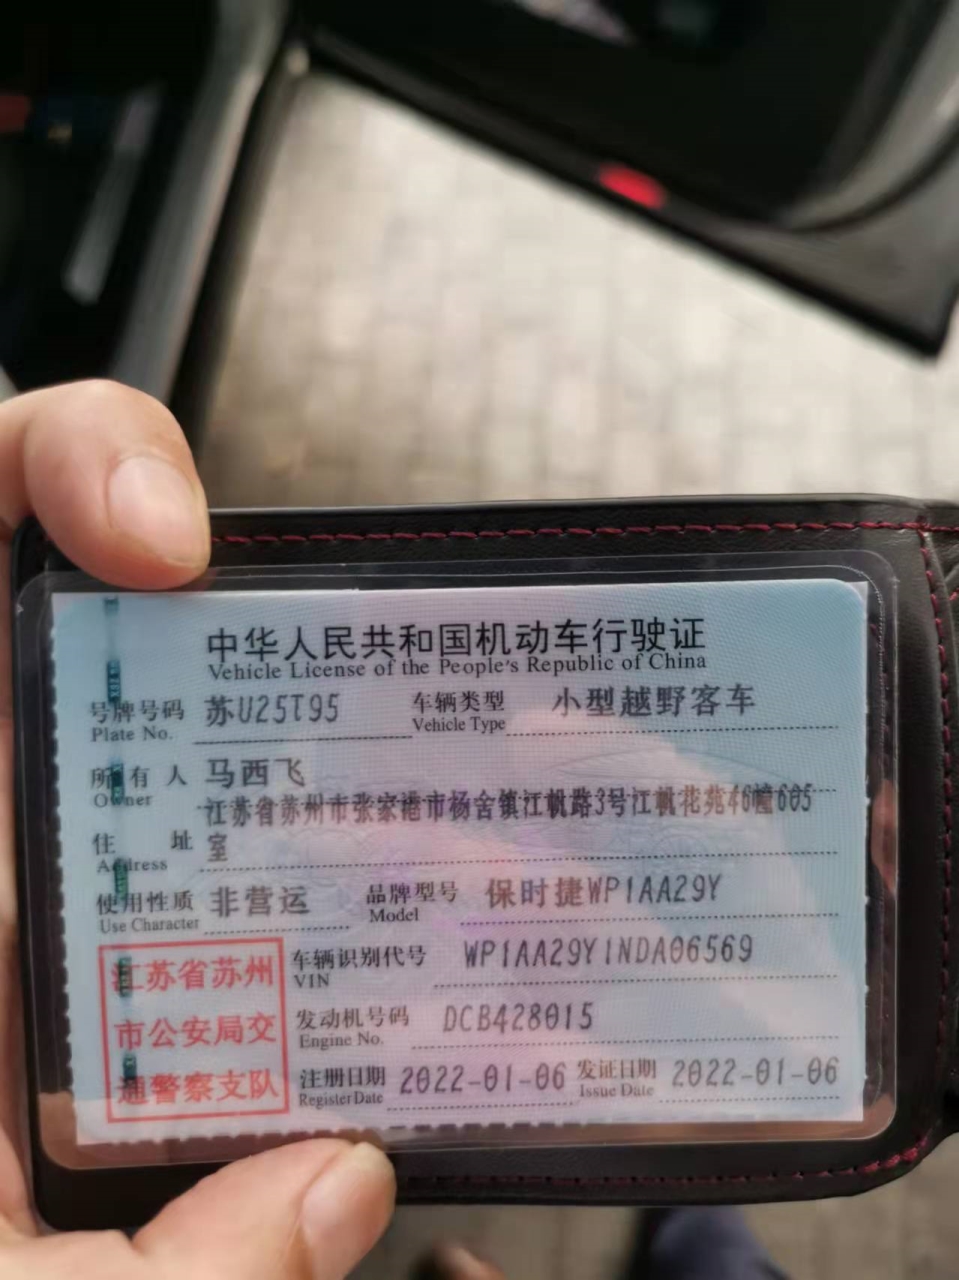 中华人民共和国机动车行驶证
Vehicle License of the People's Republic of China
号牌号码 苏U25T95 车辆类型 小型越野客车
Plate No. Vehicle Type
所有人 马西飞
Owner
江苏省苏州市张家港市杨舍镇江帆路3号江帆花苑46幢605
住址 室
Address
使用性质 非营运 品牌型号 保时捷WP1AA29Y
Use Character Model
江苏省苏州 车辆识别代号 WP1AA29Y1NDA06569
VIN
市公安局交 发动机号码 DCB428015
Engine No.
通警察支队 注册日期 2022-01-06 发证日期 2022-01-06
Register Date Issue Date